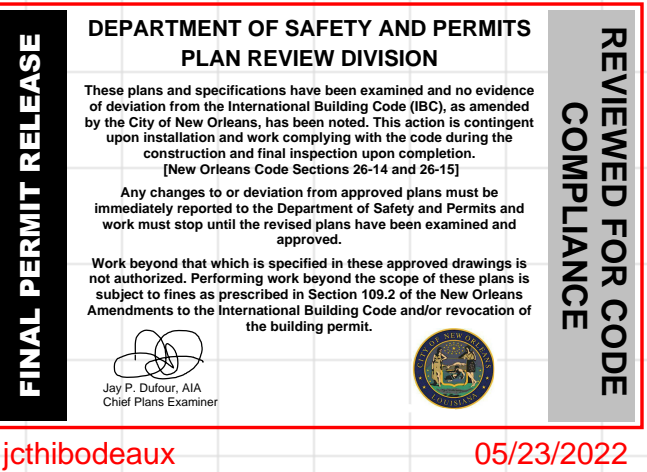 FINAL PERMIT RELEASE
DEPARTMENT OF SAFETY AND PERMITS
PLAN REVIEW DIVISION
These plans and specifications have been examined and no evidence
of deviation from the International Building Code (IBC), as amended
by the City of New Orleans, has been noted. This action is contingent
upon installation and work complying with the code during the
construction and final inspection upon completion.
[New Orleans Code Sections 26-14 and 26-15]
Any changes to or deviation from approved plans must be
immediately reported to the Department of Safety and Permits and
work must stop until the revised plans have been examined and
approved.
Work beyond that which is specified in these approved drawings is
not authorized. Performing work beyond the scope of these plans is
subject to fines as prescribed in Section 109.2 of the New Orleans
Amendments to the International Building Code and/or revocation of
the building permit.
Jay P. Dufour, AIA
Chief Plans Examiner
CITY OF NEW ORLEANS
LOUISIANA
REVIEWED FOR CODE
COMPLIANCE
jcthibodeaux
05/23/2022